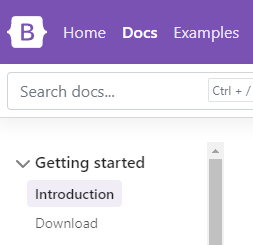 B
Home Docs Examples
Search docs... Ctrl + /
Getting started
Introduction
Download